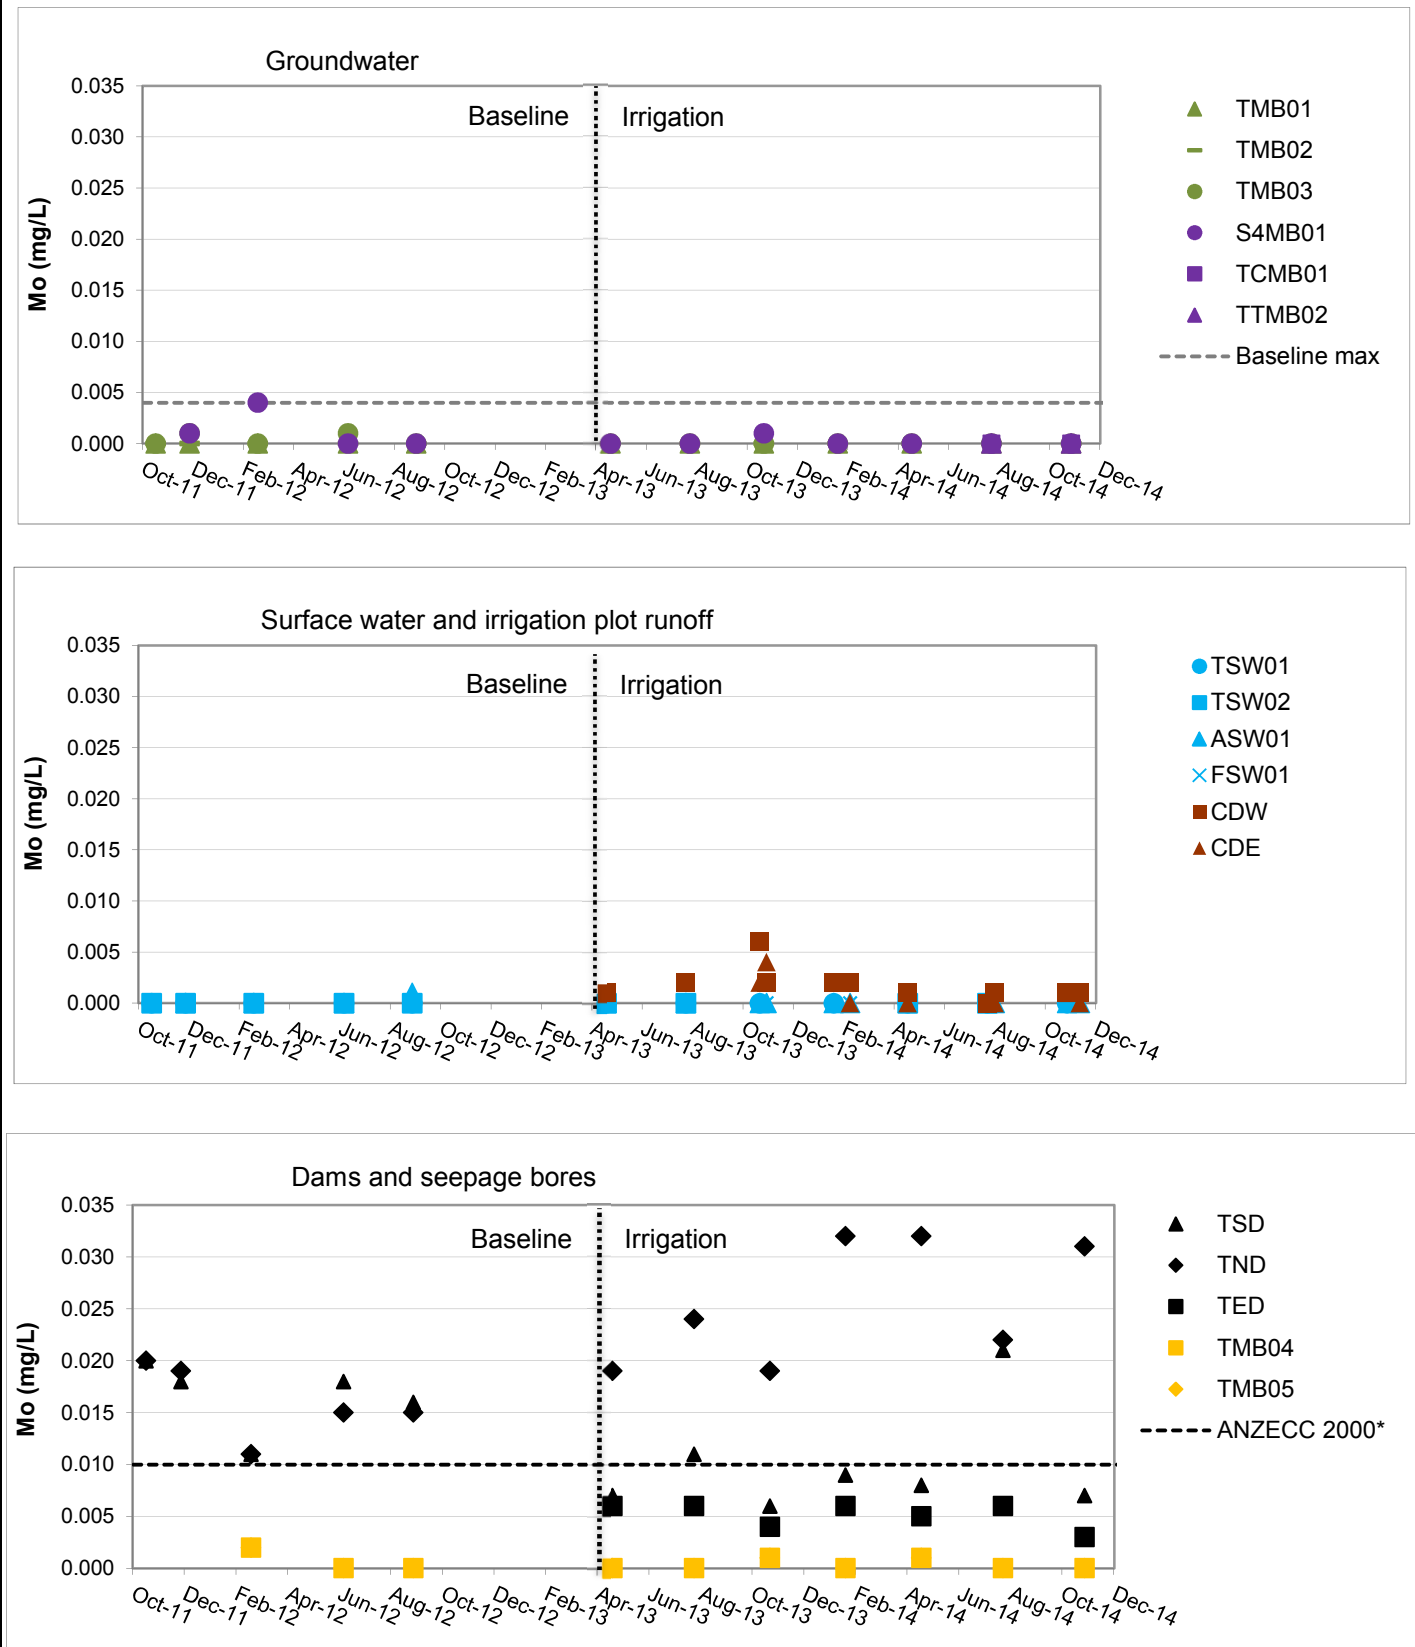 Groundwater
0.035
0.030
0.025
0.020
0.015
0.010
0.005
0.000
Mo (mg/L)
Baseline
Irrigation
Oct-11
Dec-11
Feb-12
Apr-12
Jun-12
Aug-12
Oct-12
Dec-12
Feb-13
Apr-13
Jun-13
Aug-13
Oct-13
Dec-13
Feb-14
Apr-14
Jun-14
Aug-14
Oct-14
Dec-14
TMB01
TMB02
TMB03
S4MB01
TCMB01
TTMB02
Baseline max
Surface water and irrigation plot runoff
0.035
0.030
0.025
0.020
0.015
0.010
0.005
0.000
Mo (mg/L)
Baseline
Irrigation
Oct-11
Dec-11
Feb-12
Apr-12
Jun-12
Aug-12
Oct-12
Dec-12
Feb-13
Apr-13
Jun-13
Aug-13
Oct-13
Dec-13
Feb-14
Apr-14
Jun-14
Aug-14
Oct-14
Dec-14
TSW01
TSW02
ASW01
FSW01
CDW
CDE
Dams and seepage bores
0.035
0.030
0.025
0.020
0.015
0.010
0.005
0.000
Mo (mg/L)
Baseline
Irrigation
Oct-11
Dec-11
Feb-12
Apr-12
Jun-12
Aug-12
Oct-12
Dec-12
Feb-13
Apr-13
Jun-13
Aug-13
Oct-13
Dec-13
Feb-14
Apr-14
Jun-14
Aug-14
Oct-14
Dec-14
TSD
TND
TED
TMB04
TMB05
ANZECC 2000*